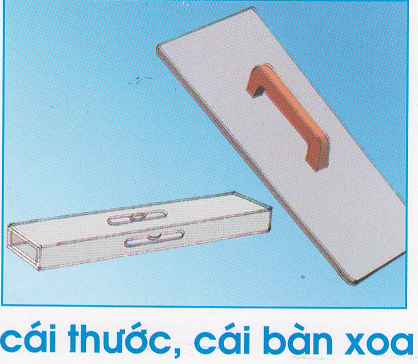 cái thước, cái bàn xoa